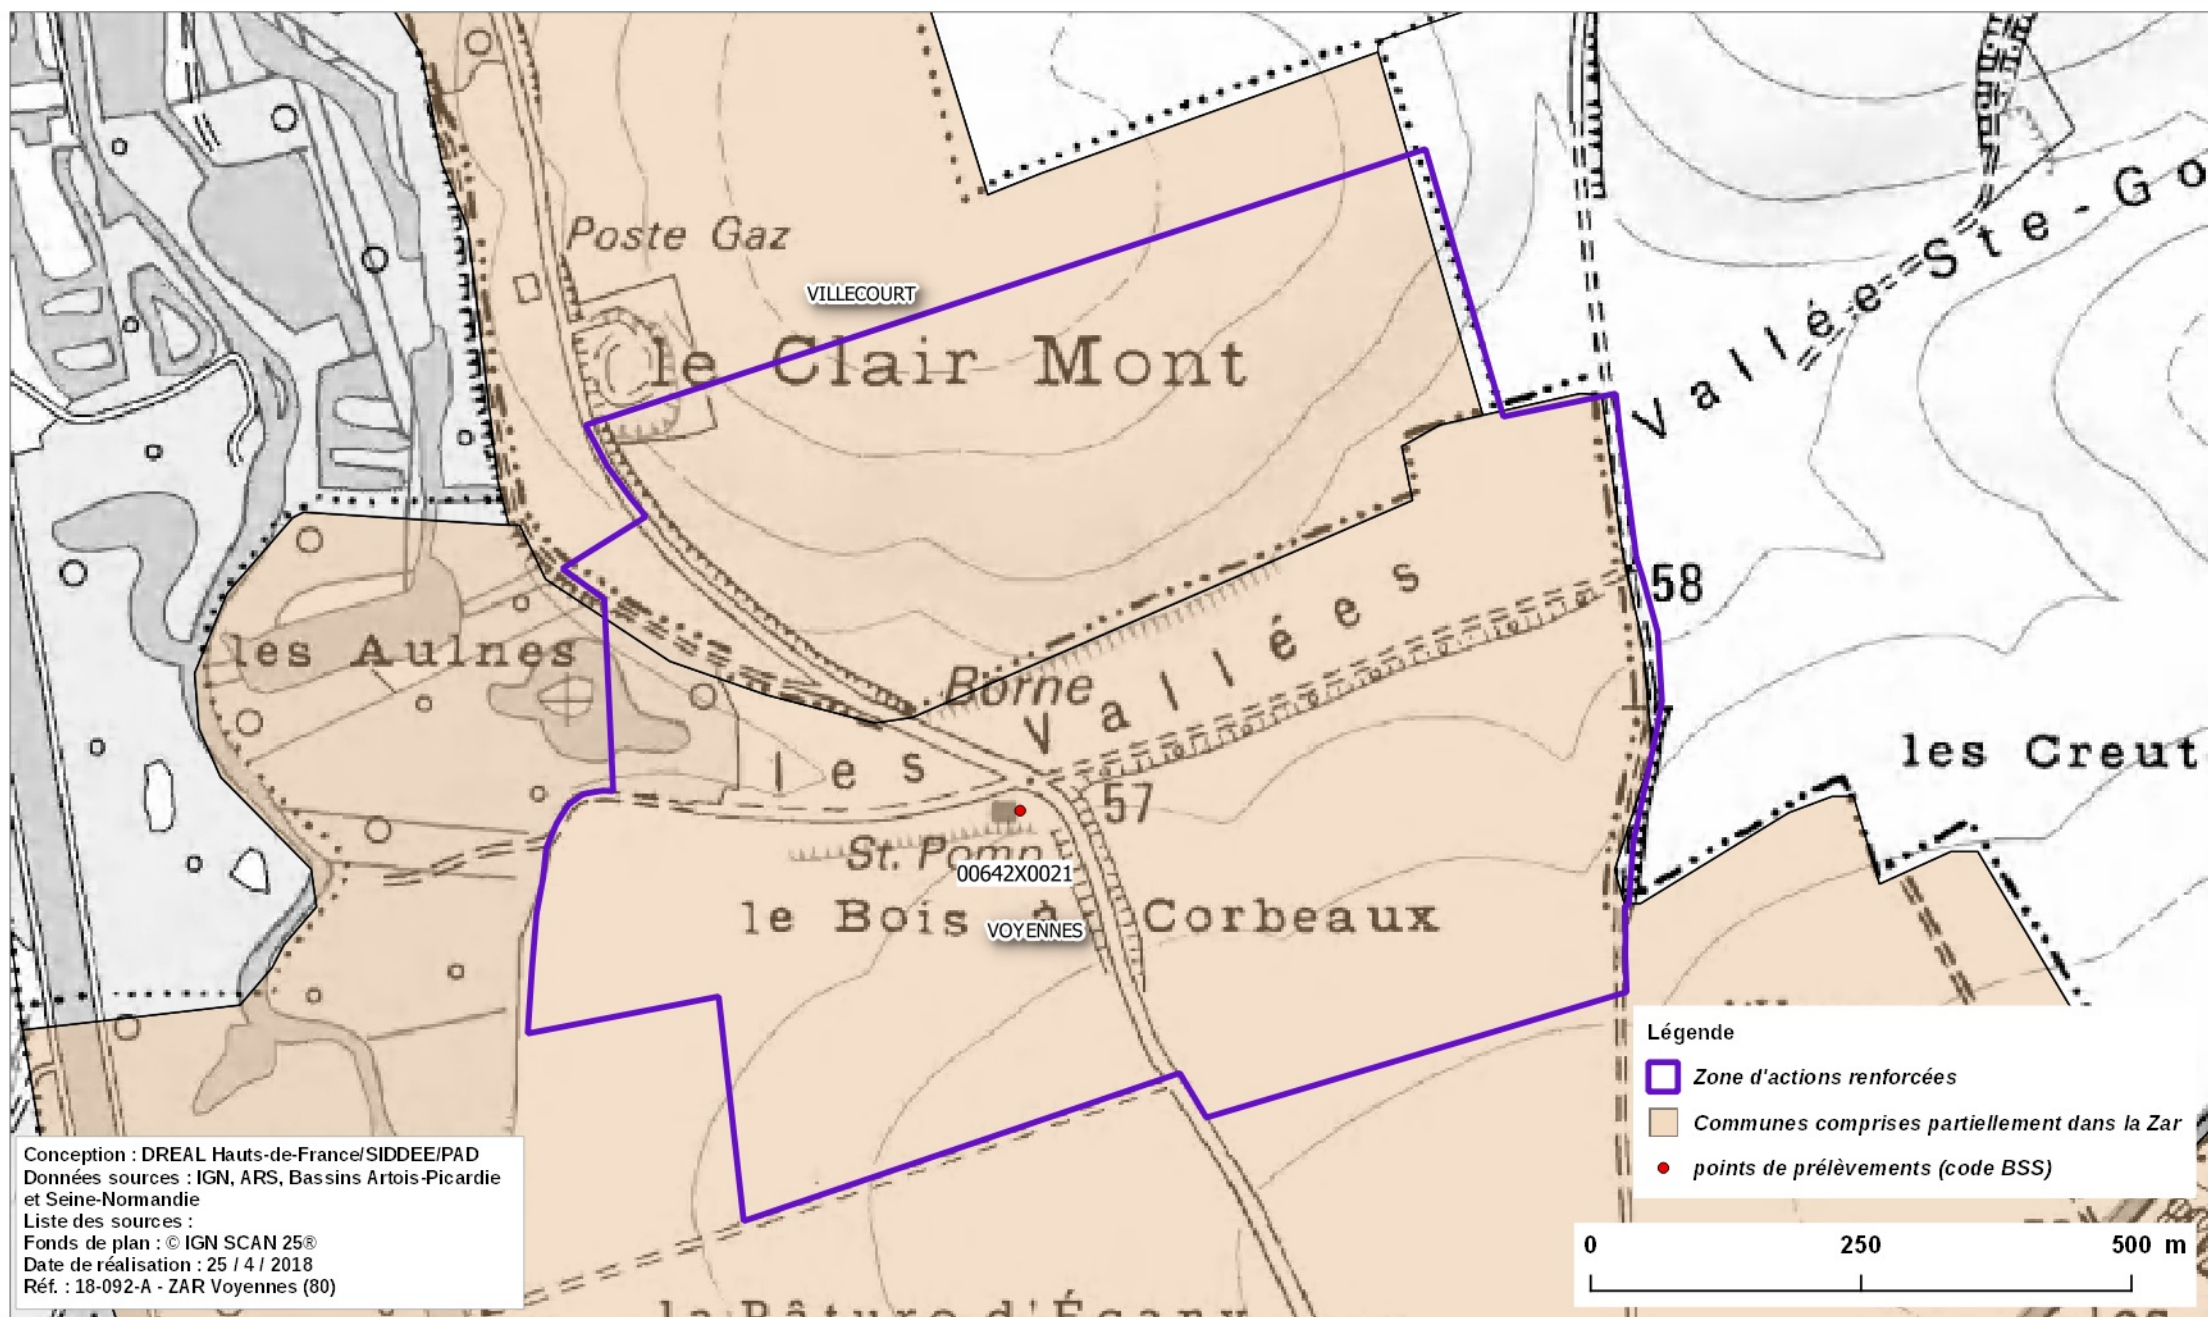 Poste Gaz
VILLECOURT
le Clair Mont
Vallée Ste-Go
58
les Aulnes
Borne
les Vallées
57
les Creut
St. Pomp
00642X0021
le Bois à Corbeaux
VOYENNES
Légende
Zone d'actions renforcées
Communes comprises partiellement dans la Zar
points de prélèvements (code BSS)
Conception : DREAL Hauts-de-France/SIDDEE/PAD
Données sources : IGN, ARS, Bassins Artois-Picardie
et Seine-Normandie
Liste des sources :
Fonds de plan : © IGN SCAN 25®
Date de réalisation : 25 / 4 / 2018
Réf. : 18-092-A - ZAR Voyennes (80)
0 250 500 m
la Pâture d'Égany